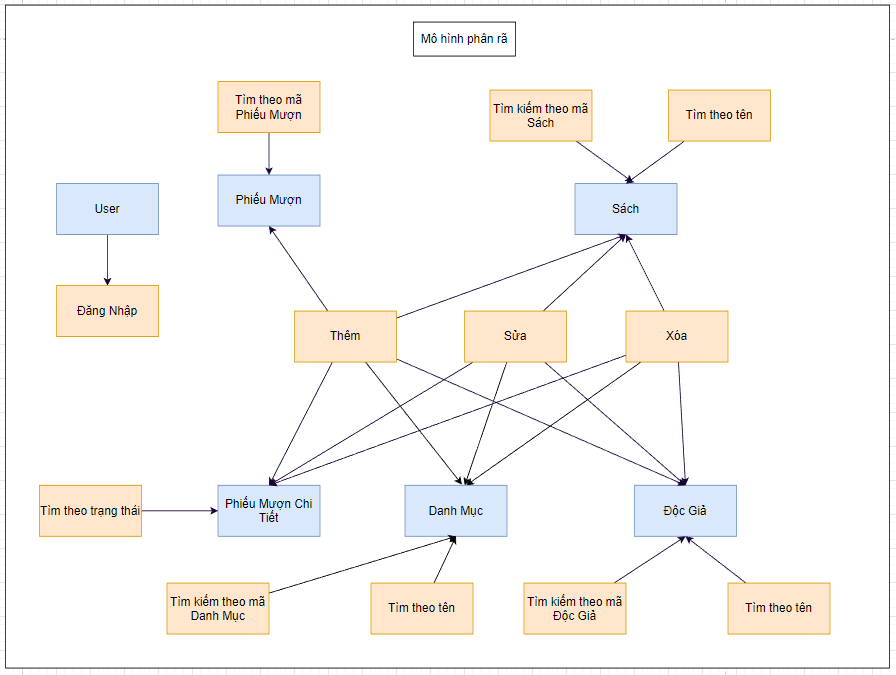 Mô hình phân rã
Tìm theo mã
Phiếu Mượn
Tìm kiếm theo mã
Sách
Tìm theo tên
User
Phiếu Mượn
Sách
Đăng Nhập
Thêm
Sửa
Xóa
Tìm theo trạng thái
Phiếu Mượn Chi
Tiết
Danh Mục
Độc Giả
Tìm kiếm theo mã
Danh Mục
Tìm theo tên
Tìm kiếm theo mã
Độc Giả
Tìm theo tên